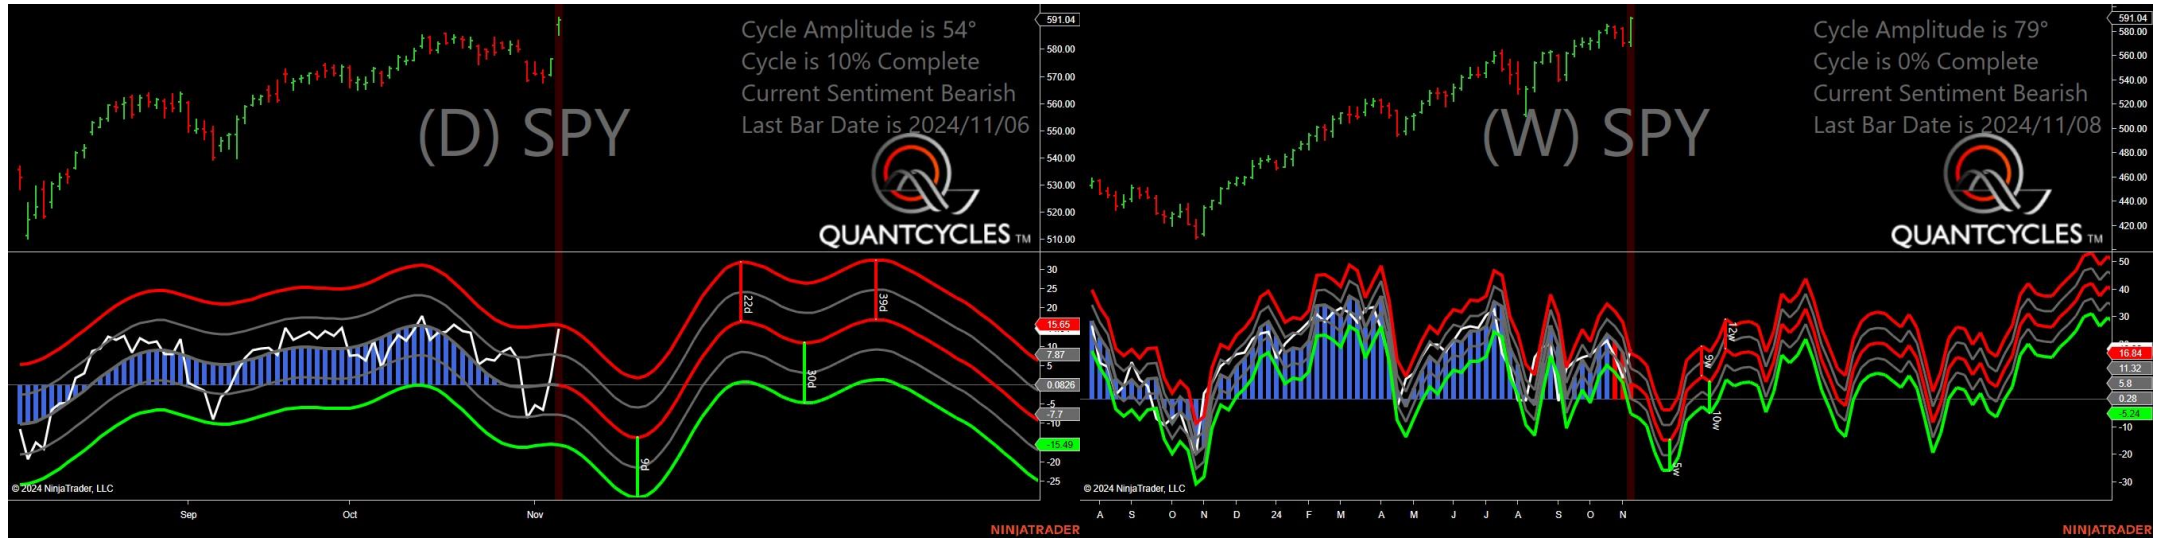 Cycle Amplitude is 54°
Cycle is 10% Complete
Current Sentiment Bearish
Last Bar Date is 2024/11/06
(D) SPY
QUANTCYCLES TM
591.04
580.00
570.00
560.00
550.00
540.00
530.00
520.00
510.00
30
25
20
15.65
10
7.87
5
0.0826
-5
-7.7
-10
-15.49
-20
-25
9d
22d
30d
39d
© 2024 NinjaTrader, LLC
Sep
Oct
Nov
NINJATRADER
Cycle Amplitude is 79°
Cycle is 0% Complete
Current Sentiment Bearish
Last Bar Date is 2024/11/08
(W) SPY
QUANTCYCLES TM
591.04
580.00
560.00
540.00
520.00
500.00
480.00
460.00
440.00
420.00
50
40
30
16.84
11.32
5.8
0.28
-5.24
-10
-20
-30
5w
9w
10w
12w
© 2024 NinjaTrader, LLC
A
S
O
N
D
24
F
M
A
M
J
J
A
S
O
N
NINJATRADER